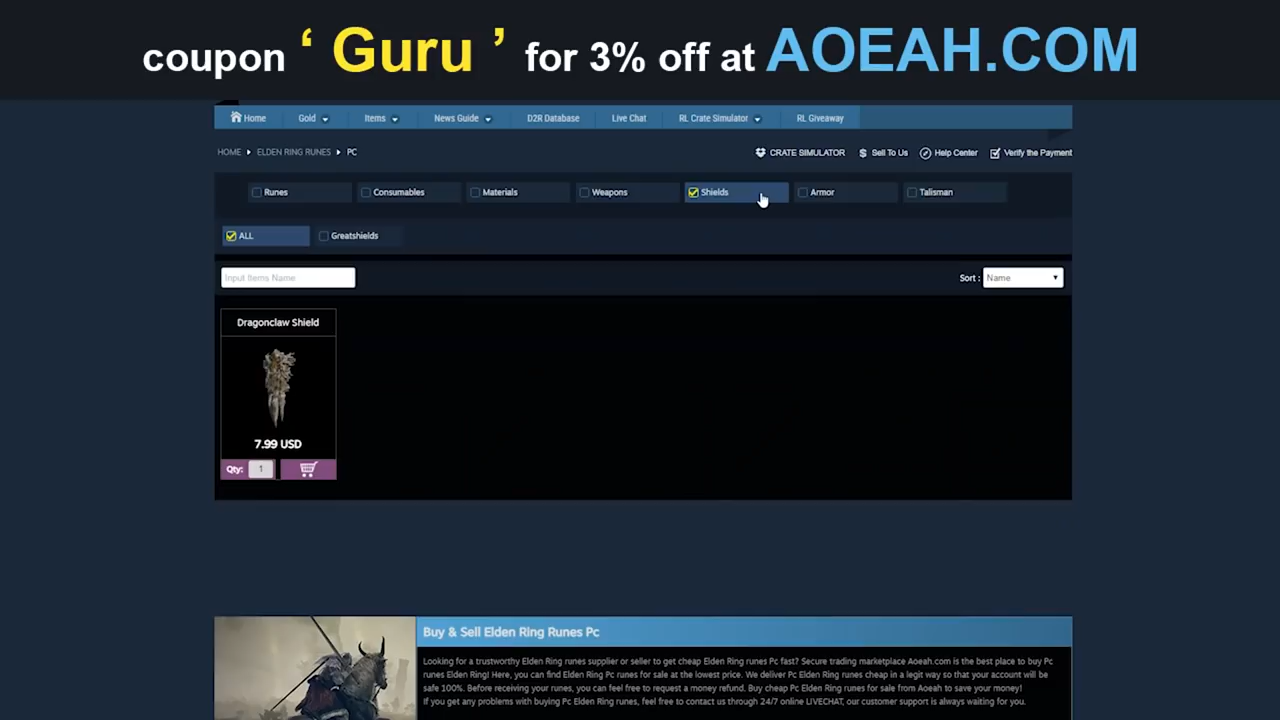 coupon ‘ Guru ’ for 3% off at AOEAH.COM
Home Gold Items News Guide D2R Database Live Chat RL Crate Simulator RL Giveaway
HOME ELDEN RING RUNES PC CRATE SIMULATOR $ Sell To Us Help Center Verify the Payment
Runes Consumables Materials Weapons Shields Armor Talisman
ALL Greatshields
Input Items Name Sort : Name
Dragonclaw Shield
7.99 USD
Qty: 1
Buy & Sell Elden Ring Runes Pc
Looking for a trustworthy Elden Ring runes supplier or seller to get cheap Elden Ring runes Pc fast? Secure trading marketplace Aoeah.com is the best place to buy Pc
runes Elden Ring! Here, you can find Elden Ring Pc runes for sale at the lowest price. We deliver Pc Elden Ring runes cheap in a legit way so that your account will be
safe 100%. Before receiving your runes, you can feel free to request a money refund. Buy cheap Pc Elden Ring runes for sale from Aoeah to save your money!
If you get any problems with buying Pc Elden Ring runes, feel free to contact us through 24/7 online LIVECHAT, our customer support is always waiting for you.